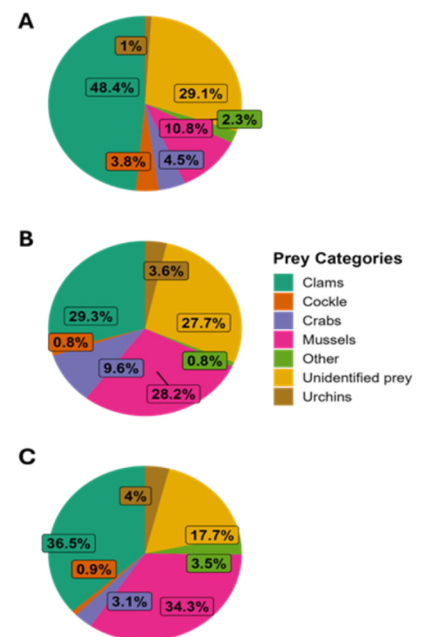 A
1%
48.4%
29.1%
2.3%
10.8%
3.8%
4.5%
B
3.6%
29.3%
27.7%
0.8%
0.8%
9.6%
28.2%
Prey Categories
Clams
Cockle
Crabs
Mussels
Other
Unidentified prey
Urchins
C
4%
36.5%
17.7%
0.9%
3.5%
3.1%
34.3%